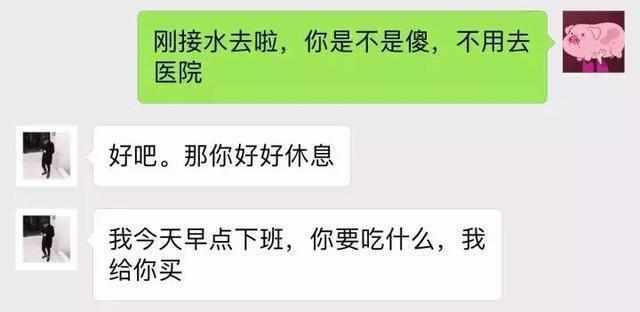 刚接水去啦，你是不是傻，不用去
医院
好吧。那你好好休息
我今天早点下班，你要吃什么，我
给你买